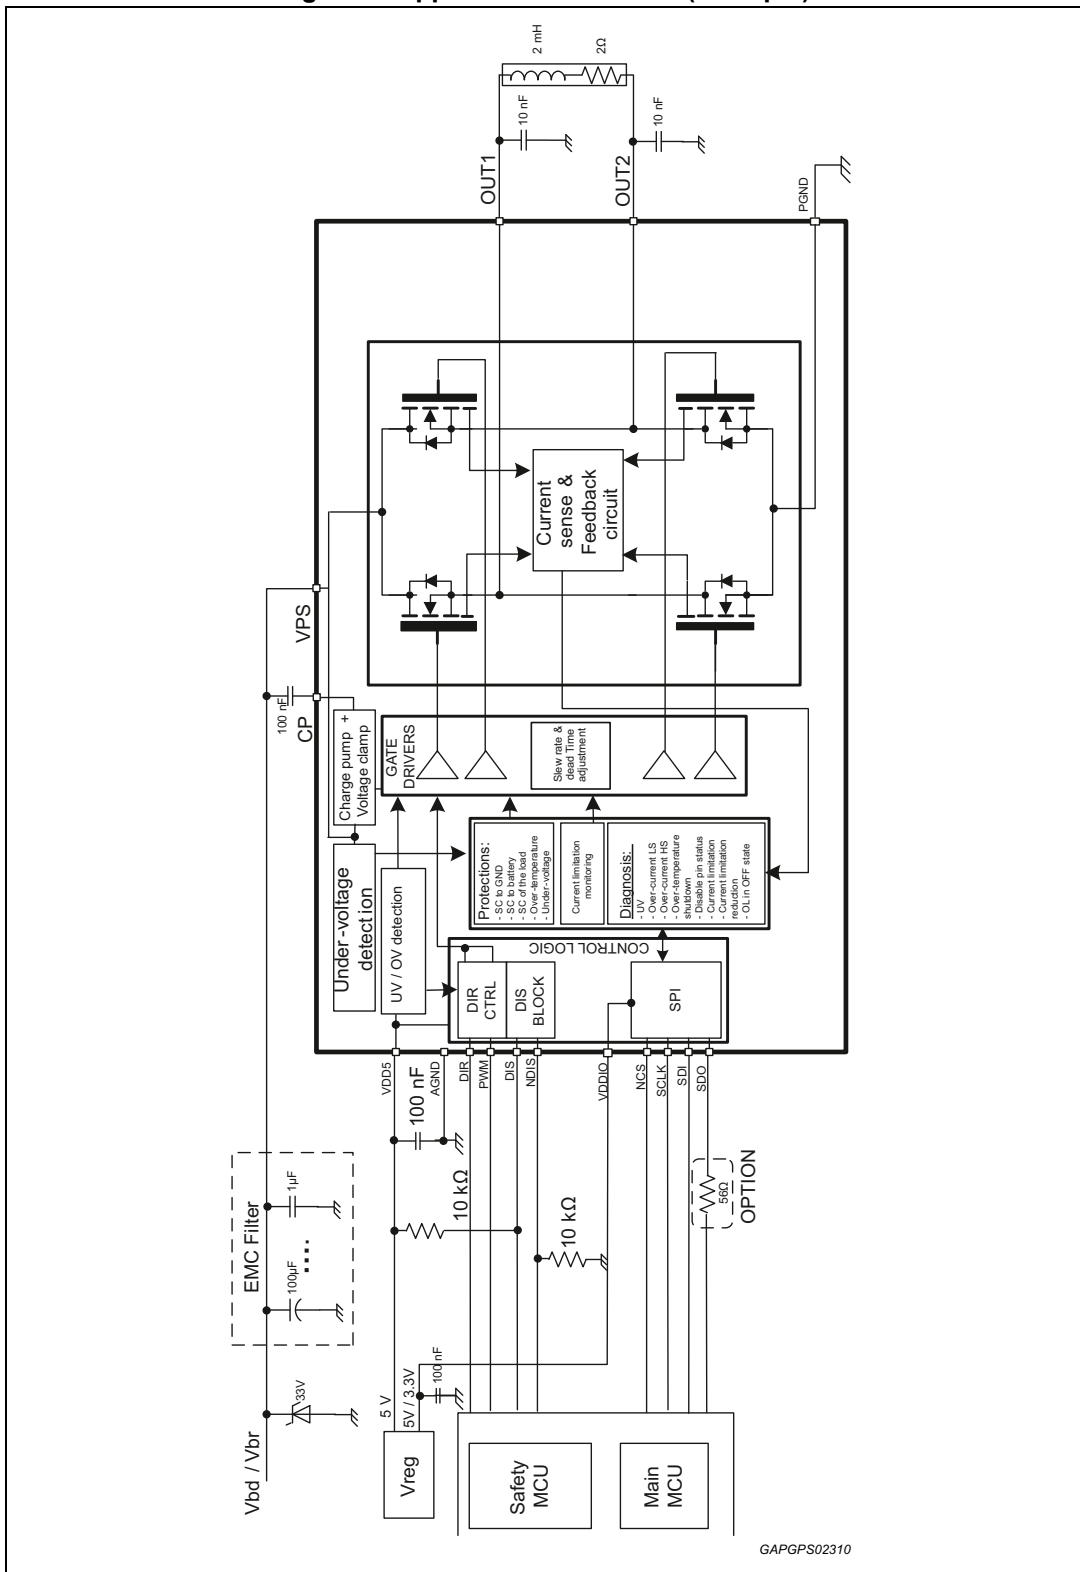 Vbd / Vbr
33V
EMC Filter
100µF
1µF
....
100 nF
CP
VPS
Vreg
5 V
5V / 3.3V
100 nF
10 kΩ
100 nF
10 kΩ
VDD5
AGND
DIR
PWM
DIS
NDIS
VDDIO
NCS
SCLK
SDI
SDO
56Ω
OPTION
Safety
MCU
Main
MCU
Under-voltage
detection
Charge pump +
Voltage clamp
UV / OV detection
GATE
DRIVERS
Slew rate &
dead Time
adjustment
DIR
CTRL
DIS
BLOCK
CONTROL LOGIC
SPI
Protections:
- SC to GND
- SC to battery
- SC of the load
- Over-temperature
- Under-voltage
Current limitation
monitoring
Diagnosis:
- UV
- Over-current LS
- Over-current HS
- Over-temperature
shutdown
- Disable pin status
- Current limitation
- Current limitation
reduction
- OL in OFF state
Current
sense &
Feedback
circuit
OUT1
OUT2
PGND
10 nF
10 nF
2 mH
2Ω
GAPGPS02310